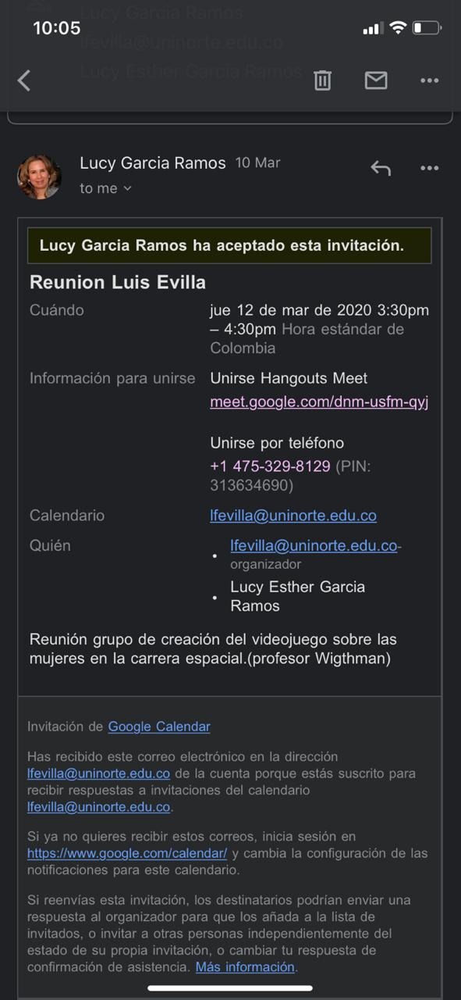 Lucy Garcia Ramos
10:05
lfevilla@uninorte.edu.co
Lucy Esther Garcia Ramos
Lucy Garcia Ramos 10 Mar
to me
Lucy Garcia Ramos ha aceptado esta invitación.
Reunion Luis Evilla
Cuándo jue 12 de mar de 2020 3:30pm
– 4:30pm Hora estándar de
Colombia
Información para unirse Unirse Hangouts Meet
meet.google.com/dnm-usfm-qyj
Unirse por teléfono
+1 475-329-8129 (PIN:
313634690)
Calendario lfevilla@uninorte.edu.co
Quién • lfevilla@uninorte.edu.co-
organizador
• Lucy Esther Garcia
Ramos
Reunión grupo de creación del videojuego sobre las
mujeres en la carrera espacial.(profesor Wigthman)
Invitación de Google Calendar
Has recibido este correo electrónico en la dirección
lfevilla@uninorte.edu.co de la cuenta porque estás suscrito para
recibir respuestas a invitaciones del calendario
lfevilla@uninorte.edu.co.
Si ya no quieres recibir estos correos, inicia sesión en
https://www.google.com/calendar/ y cambia la configuración de las
notificaciones para este calendario.
Si reenvías esta invitación, los destinatarios podrían enviar una
respuesta al organizador para que los añada a la lista de
invitados, o invitar a otras personas independientemente del
estado de su propia invitación, o cambiar tu respuesta de
confirmación de asistencia. Más información.